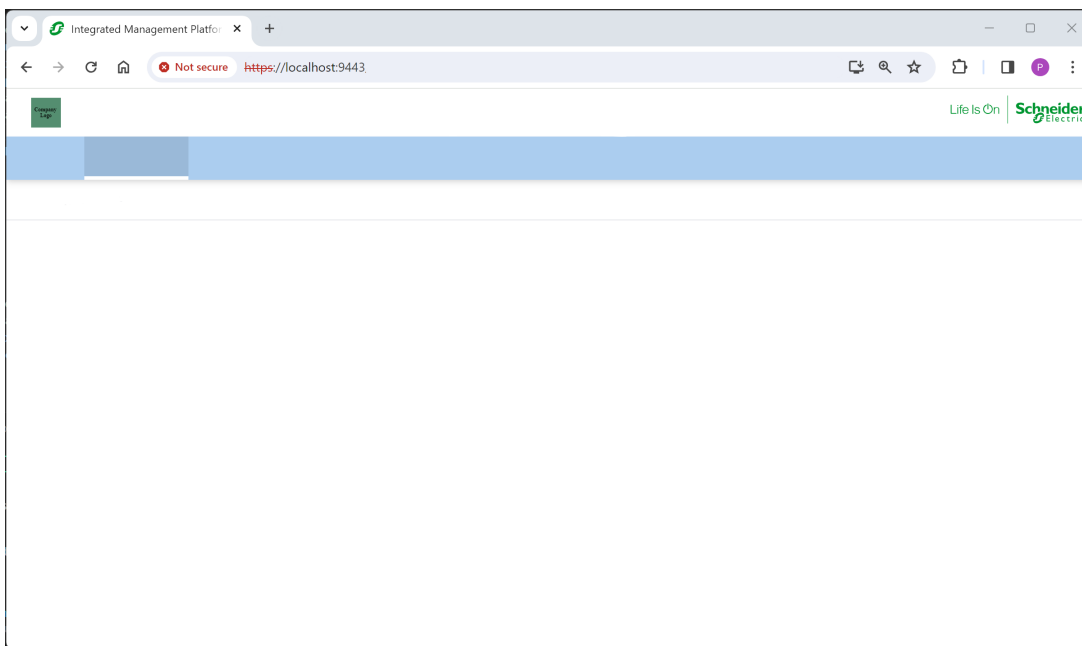 Integrated Management Platfor
Not secure https://localhost:9443
P
Company
Logo
Life Is On
Schneider
Electric